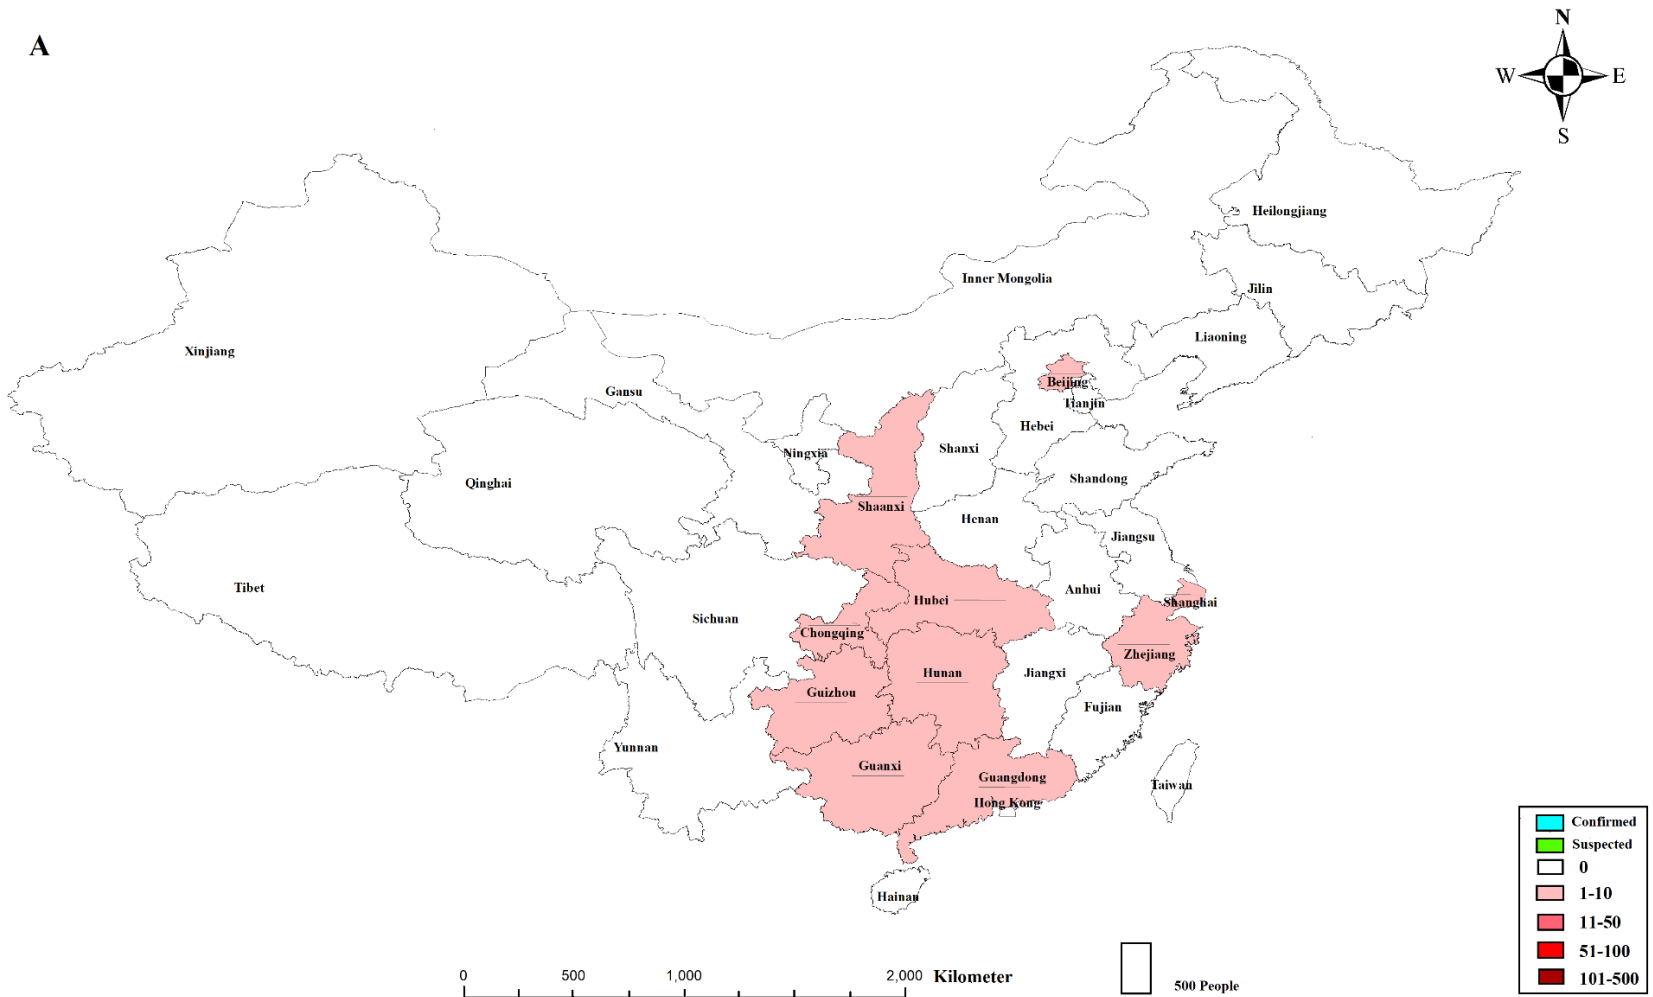 A
N
W E
S
Heilongjiang
Inner Mongolia
Jilin
Liaoning
Xinjiang
Beijing
Gansu
Tianjin
Hebei
Shanxi
Ningxia
Shandong
Qinghai
Shaanxi
Henan
Jiangsu
Tibet
Anhui
Hubei
Shanghai
Sichuan
Chongqing
Zhejiang
Hunan
Jiangxi
Guizhou
Fujian
Yunnan
Guanxi
Guangdong
Taiwan
Hong Kong
Hainan
Confirmed
Suspected
0
1-10
11-50
51-100
101-500
0 500 1,000 2,000 Kilometer
500 People